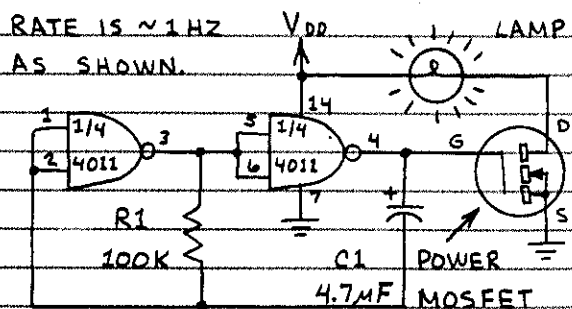 RATE IS ~ 1 HZ
AS SHOWN.
VDD
LAMP
14
1
2
1/4
4011
3
5
6
1/4
4011
4
7
G
D
S
R1
100K
+
C1
4.7µF
POWER
MOSFET